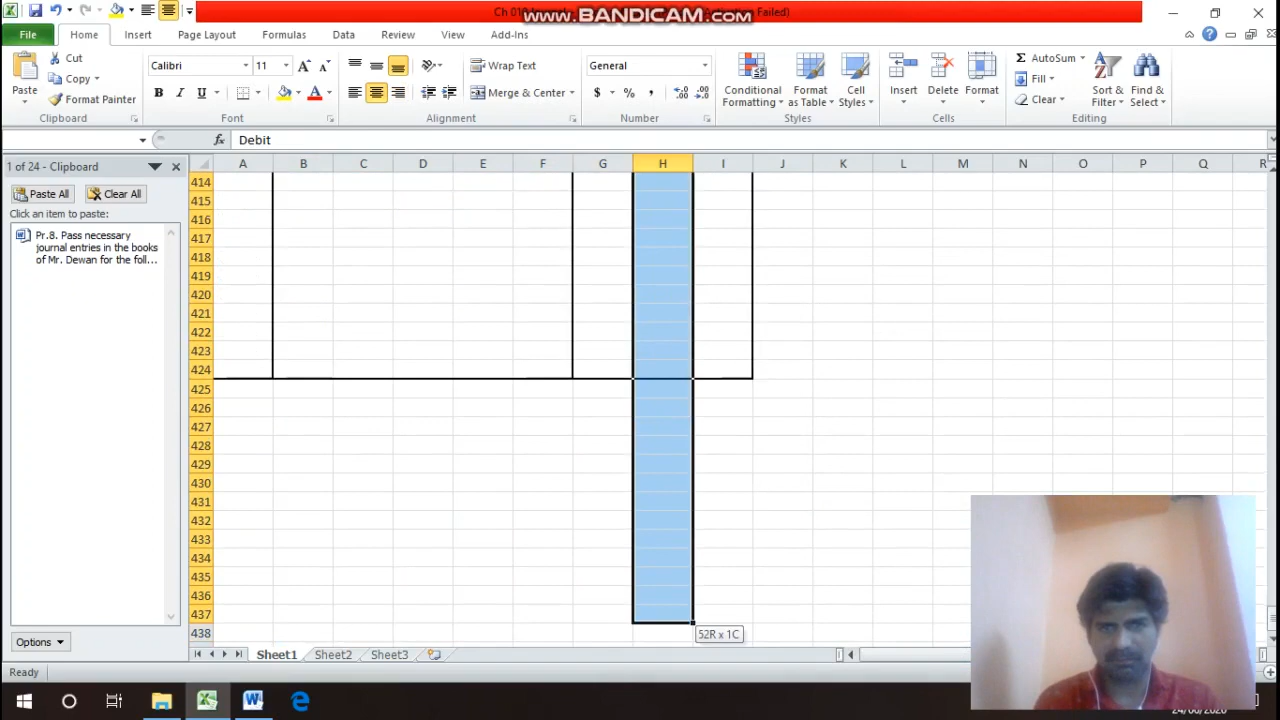 Ch 01
www.BANDICAM.com
Failed)
File Home Insert Page Layout Formulas Data Review View Add-Ins
Paste
Cut
Copy
Format Painter
Clipboard
Calibri 11
B I U A
Font
Wrap Text
Merge & Center
Alignment
General
$ % ,
Number
Conditional Formatting
Format as Table
Cell Styles
Styles
Insert Delete Format
Cells
Σ AutoSum
Fill
Clear
Sort & Filter
Find & Select
Editing
fx Debit
1 of 24 - Clipboard
Paste All Clear All
Click an item to paste:
Pr.8. Pass necessary
journal entries in the books
of Mr. Dewan for the foll...
Options
A B C D E F G H I J K L M N O P Q R
414
415
416
417
418
419
420
421
422
423
424
425
426
427
428
429
430
431
432
433
434
435
436
437
438
52R x 1C
Sheet1 Sheet2 Sheet3
Ready